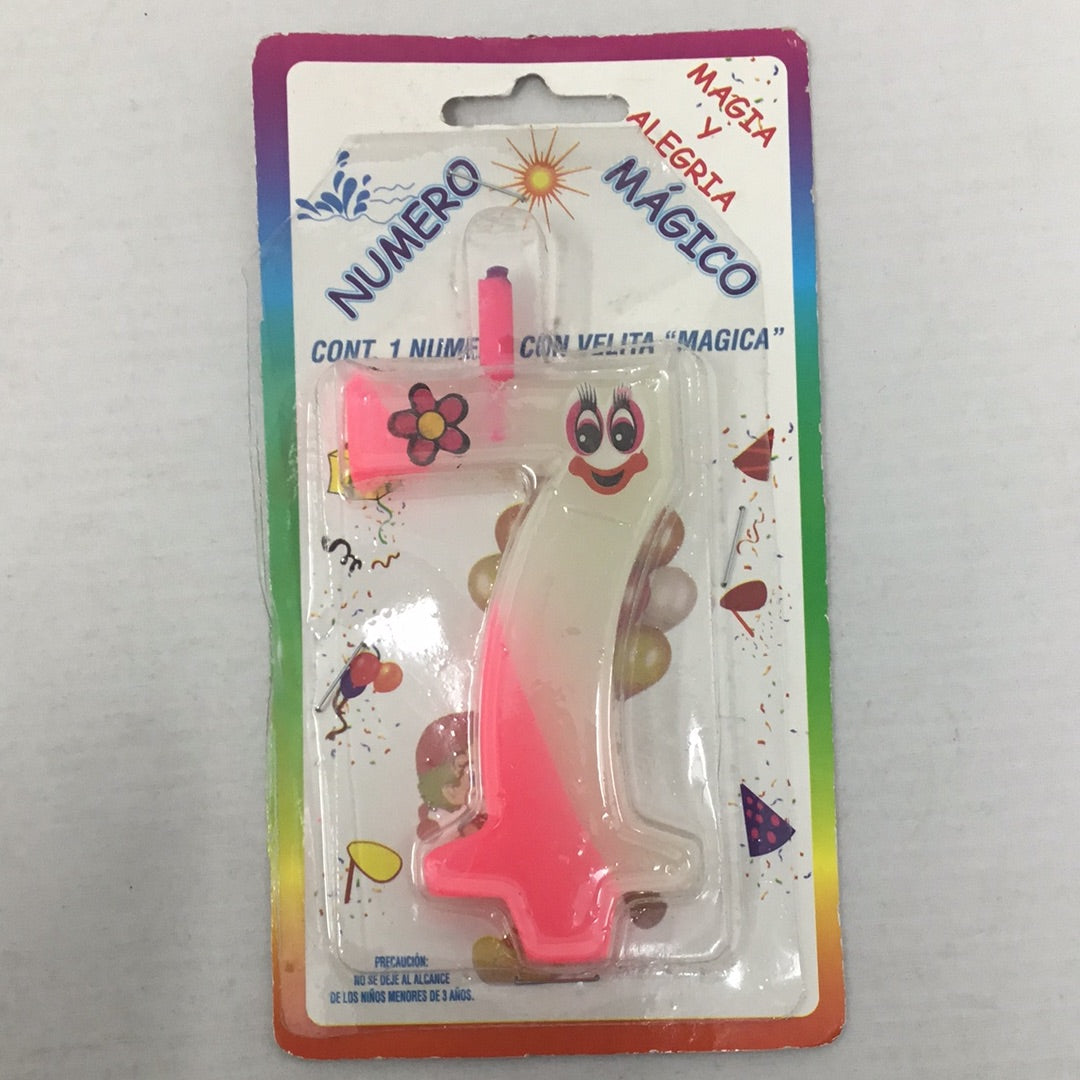 MAGIA
Y
ALEGRIA
NUMERO MÁGICO
CONT. 1 NUMERO CON VELITA "MAGICA"
PRECAUCIÓN:
NO SE DEJE AL ALCANCE
DE LOS NIÑOS MENORES DE 3 AÑOS.